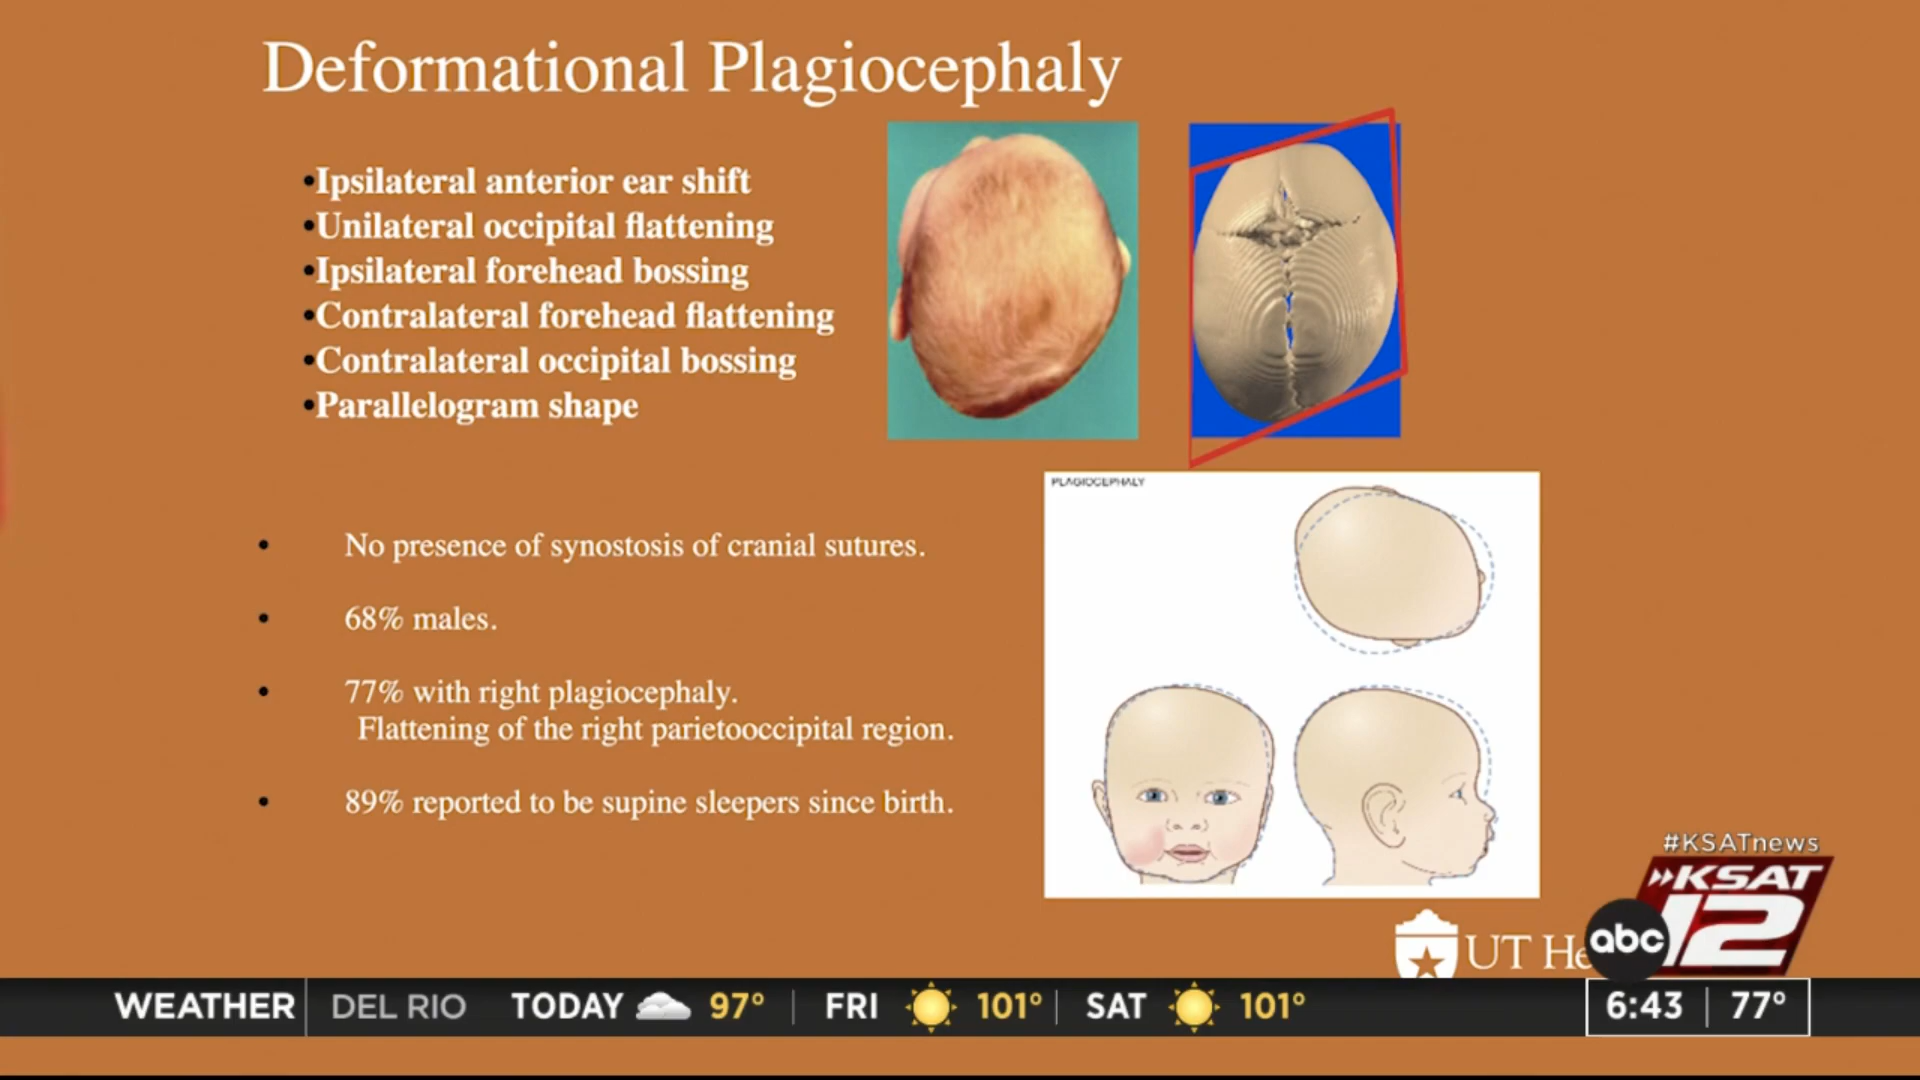 Deformational Plagiocephaly
•Ipsilateral anterior ear shift
•Unilateral occipital flattening
•Ipsilateral forehead bossing
•Contralateral forehead flattening
•Contralateral occipital bossing
•Parallelogram shape
PLAGIOCEPHALY
• No presence of synostosis of cranial sutures.
• 68% males.
• 77% with right plagiocephaly.
Flattening of the right parietooccipital region.
• 89% reported to be supine sleepers since birth.
#KSATnews
KSAT
abc 12
UT He
WEATHER DEL RIO TODAY 97° FRI 101° SAT 101° 6:43 77°